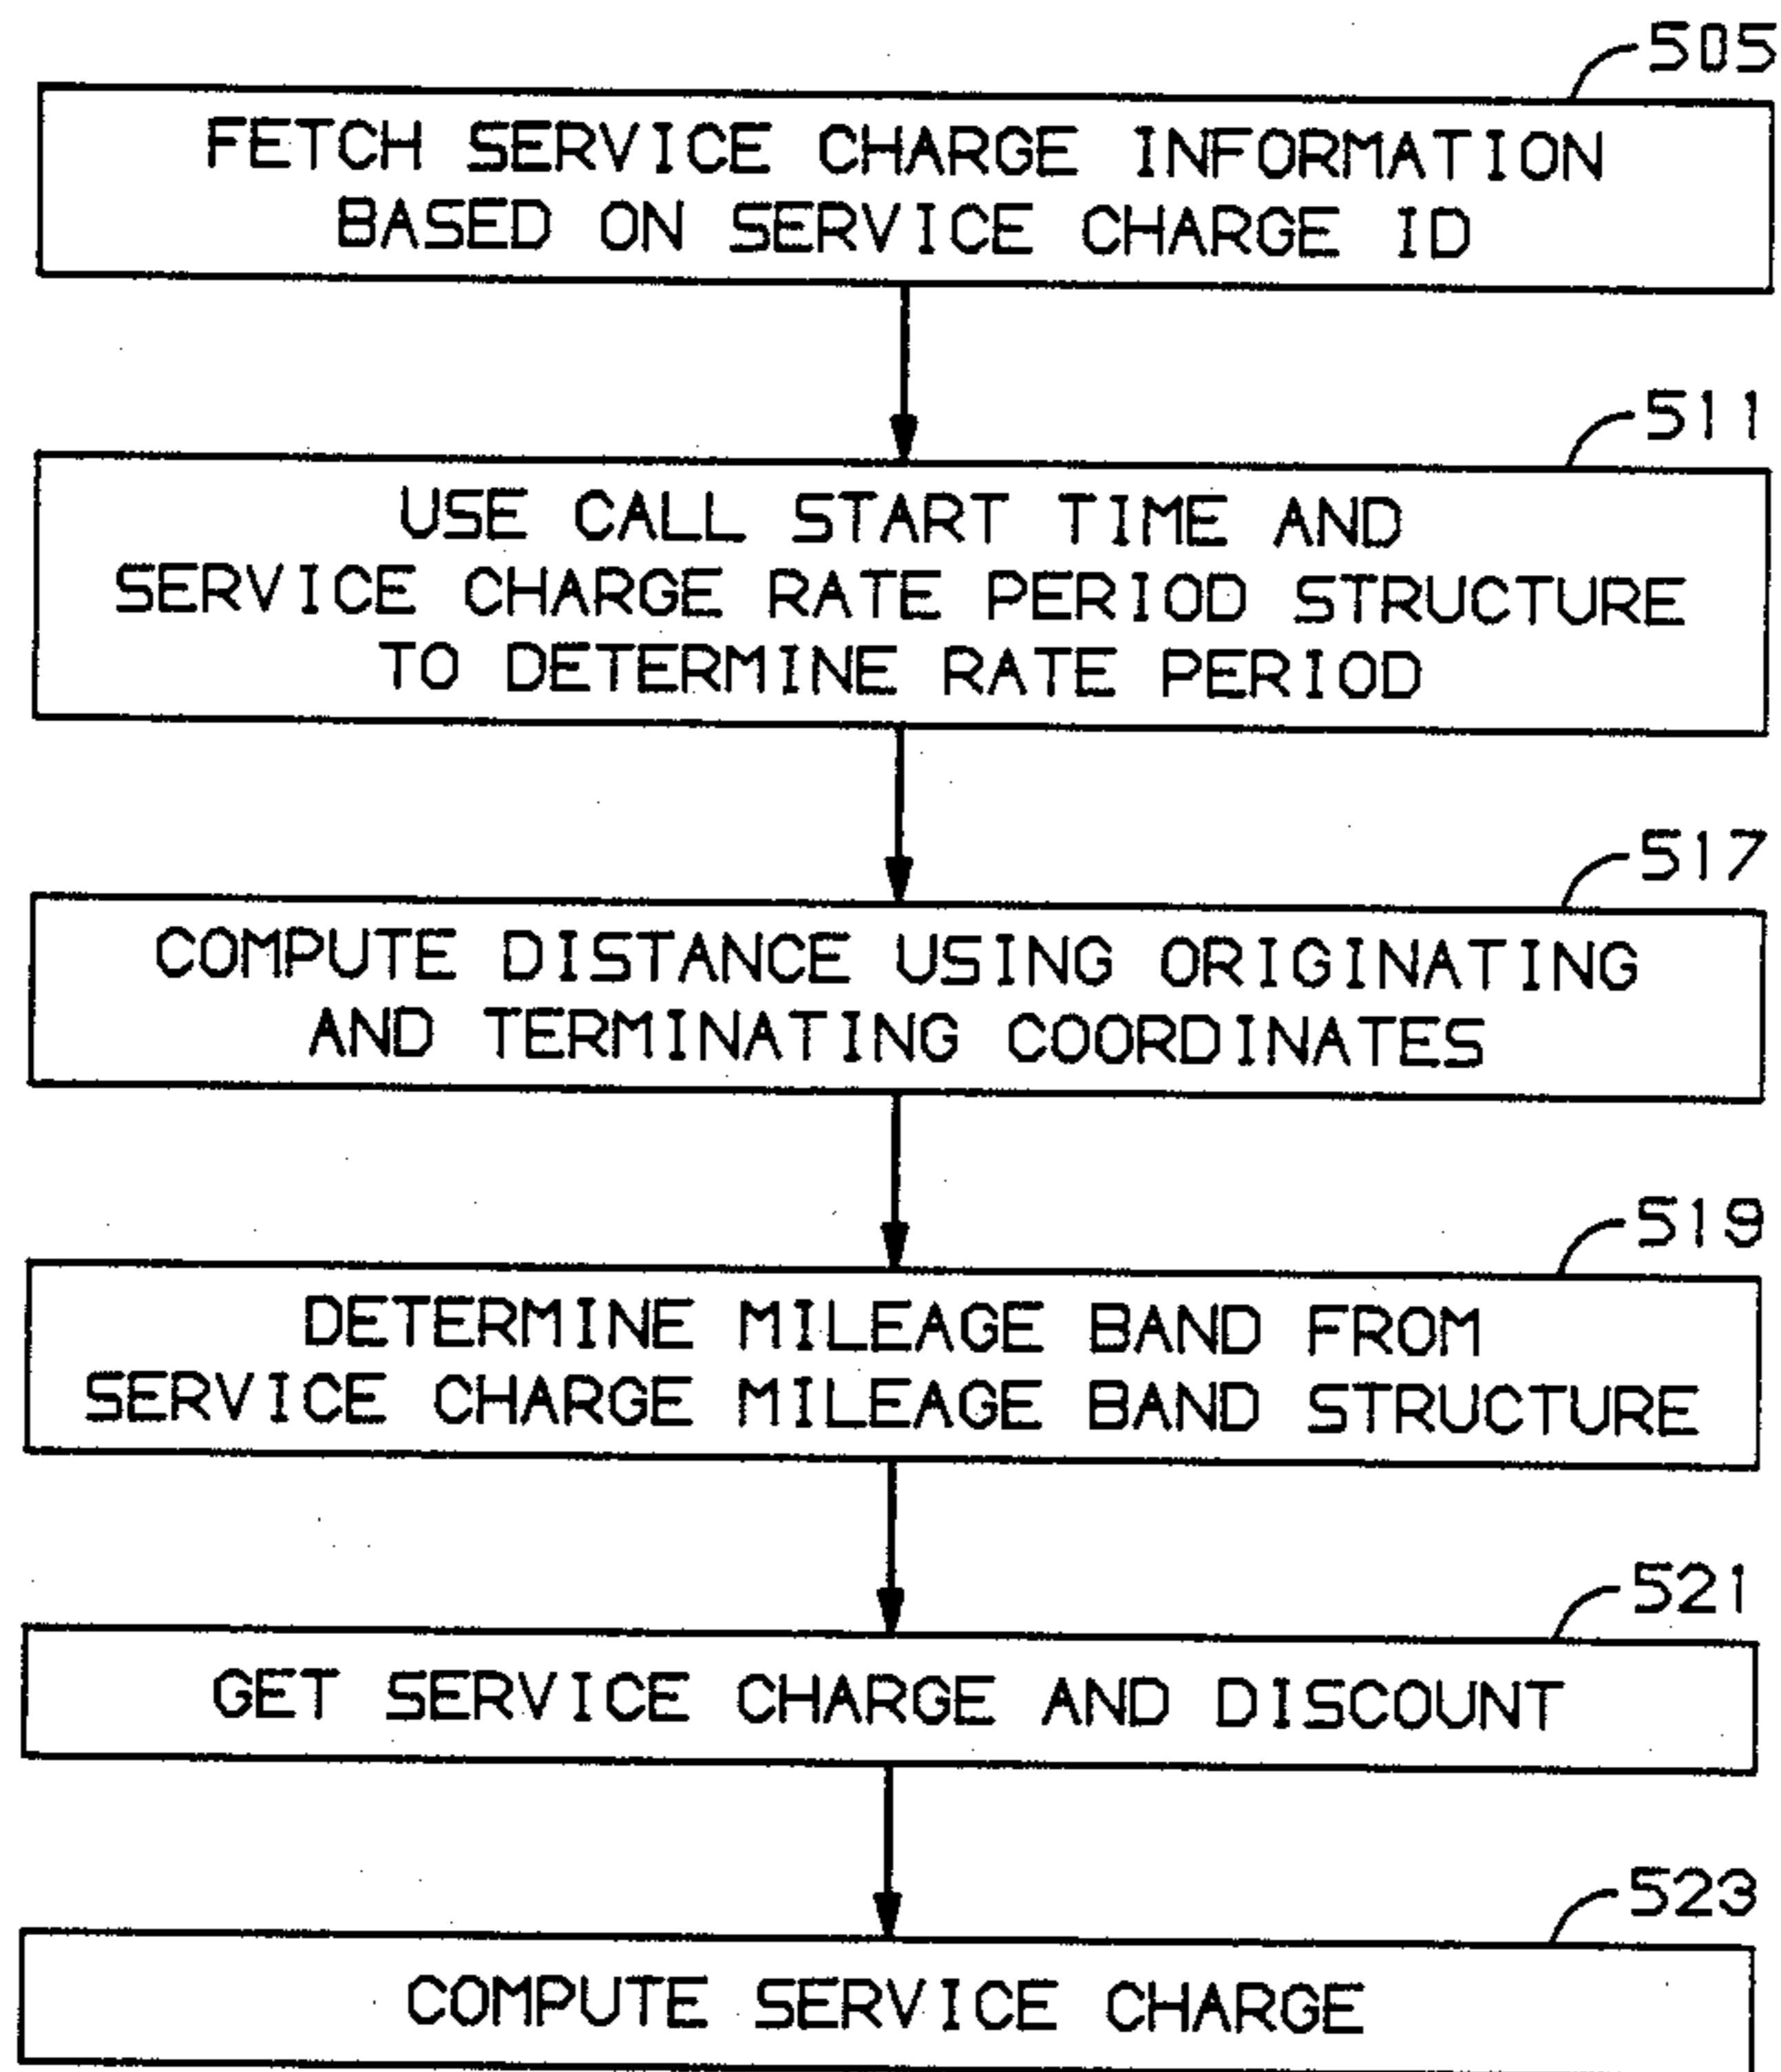 505
FETCH SERVICE CHARGE INFORMATION
BASED ON SERVICE CHARGE ID
511
USE CALL START TIME AND
SERVICE CHARGE RATE PERIOD STRUCTURE
TO DETERMINE RATE PERIOD
517
COMPUTE DISTANCE USING ORIGINATING
AND TERMINATING COORDINATES
519
DETERMINE MILEAGE BAND FROM
SERVICE CHARGE MILEAGE BAND STRUCTURE
521
GET SERVICE CHARGE AND DISCOUNT
523
COMPUTE SERVICE CHARGE